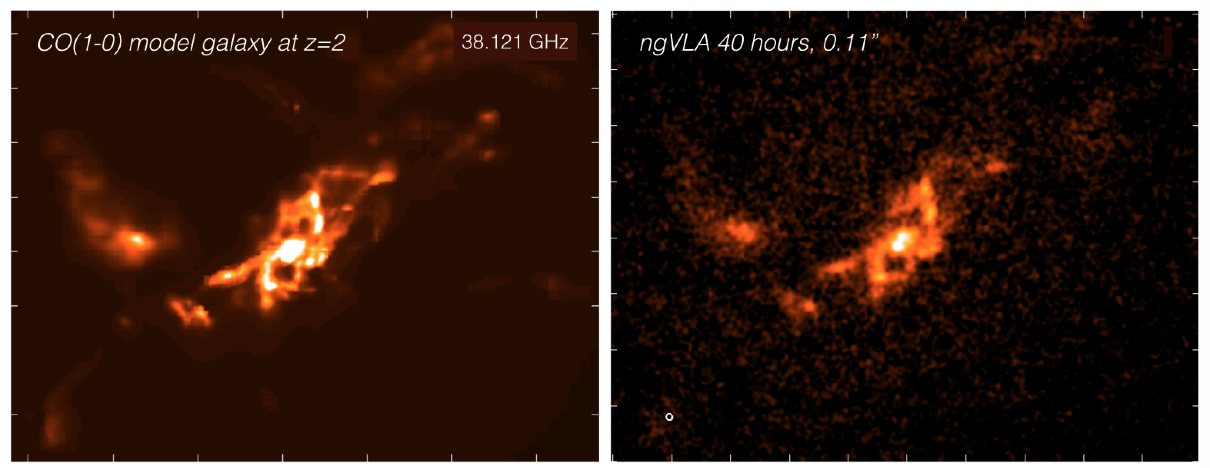 CO(1-0) model galaxy at z=2
38.121 GHz
ngVLA 40 hours, 0.11”